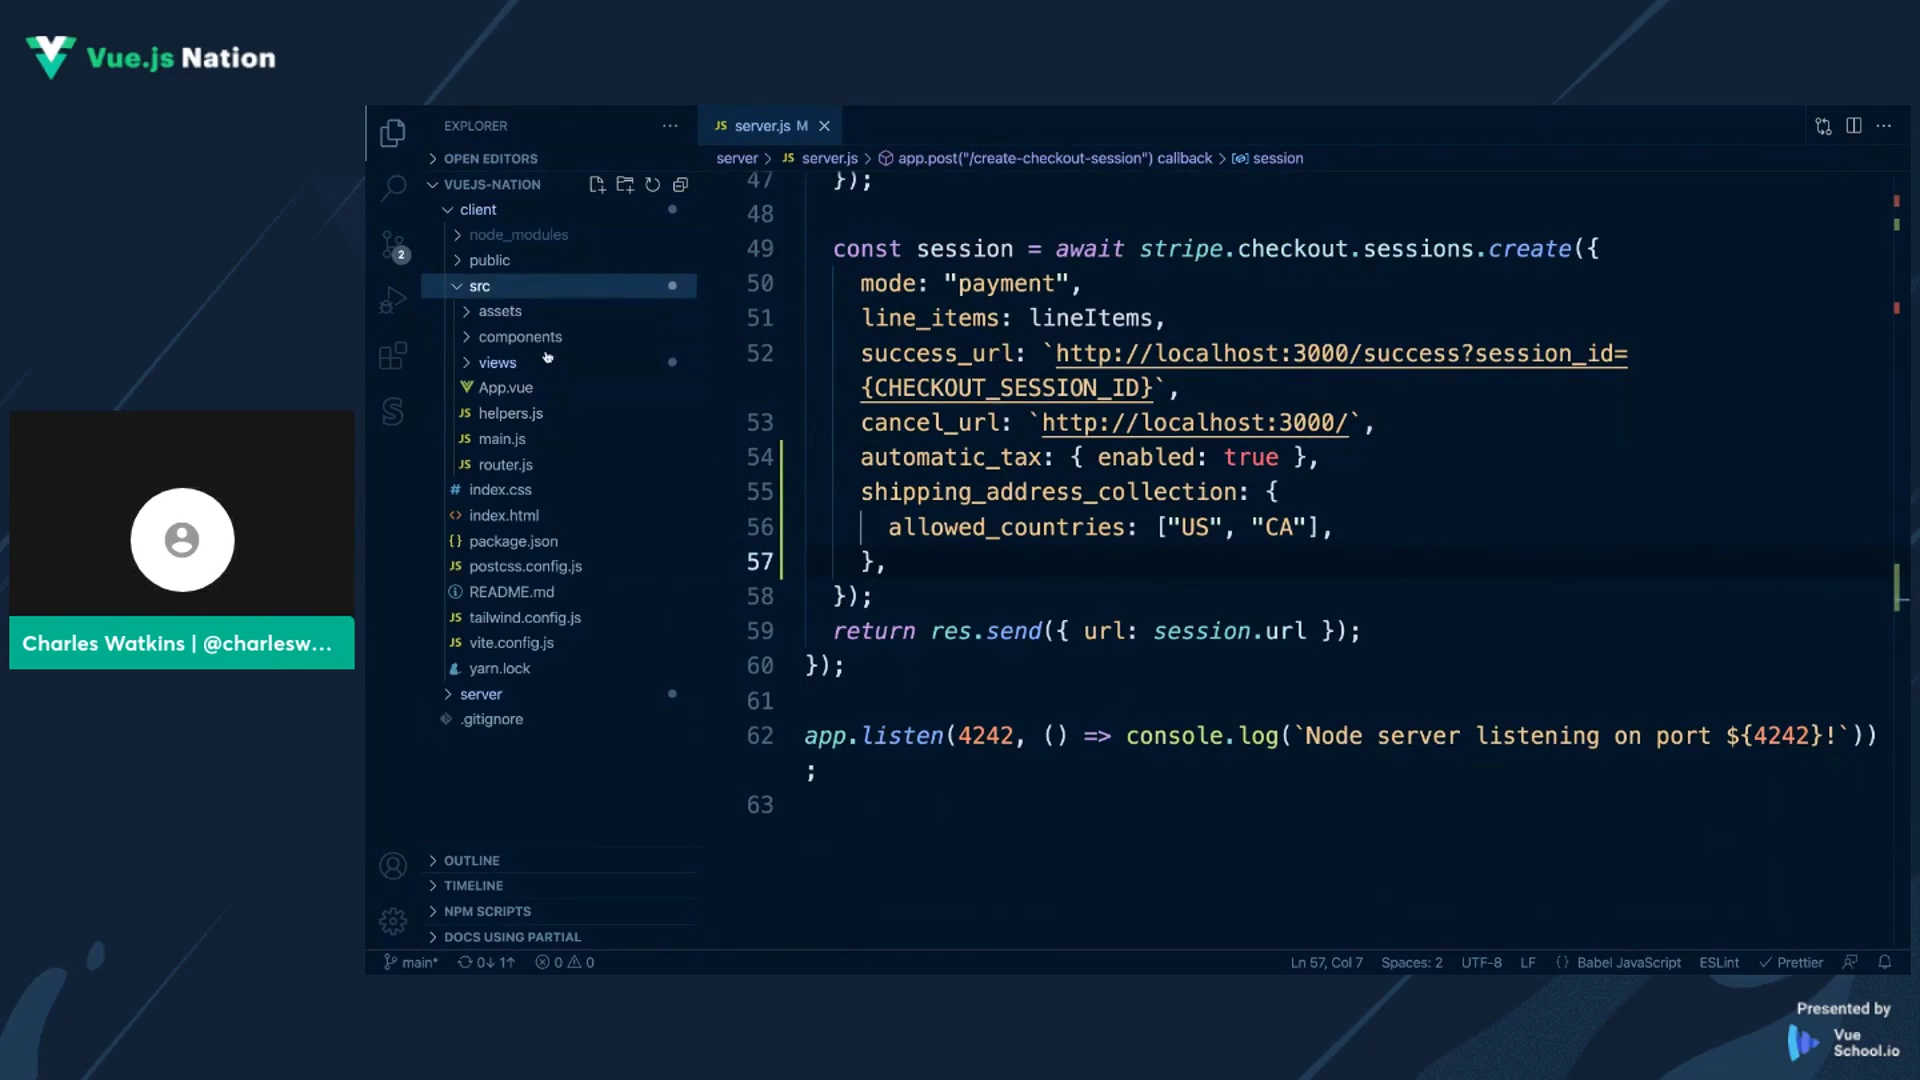 Vue.js Nation
EXPLORER
OPEN EDITORS
VUEJS-NATION
client
node_modules
public
src
assets
components
views
App.vue
JS helpers.js
JS main.js
JS router.js
# index.css
<> index.html
{} package.json
JS postcss.config.js
README.md
JS tailwind.config.js
JS vite.config.js
yarn.lock
server
.gitignore
OUTLINE
TIMELINE
NPM SCRIPTS
DOCS USING PARTIAL
2
JS server.js M
server > JS server.js > app.post("/create-checkout-session") callback > session
47 });
48
49 const session = await stripe.checkout.sessions.create({
50 mode: "payment",
51 line_items: lineItems,
52 success_url: `http://localhost:3000/success?session_id=
{CHECKOUT_SESSION_ID}`,
53 cancel_url: `http://localhost:3000/`,
54 automatic_tax: { enabled: true },
55 shipping_address_collection: {
56 allowed_countries: ["US", "CA"],
57 },
58 });
59 return res.send({ url: session.url });
60 });
61
62 app.listen(4242, () => console.log(`Node server listening on port ${4242}!`))
;
63
main* 0↓ 1↑ 0 0 Ln 57, Col 7 Spaces: 2 UTF-8 LF {} Babel JavaScript ESLint Prettier
Charles Watkins | @charlesw...
Presented by
Vue
School.io